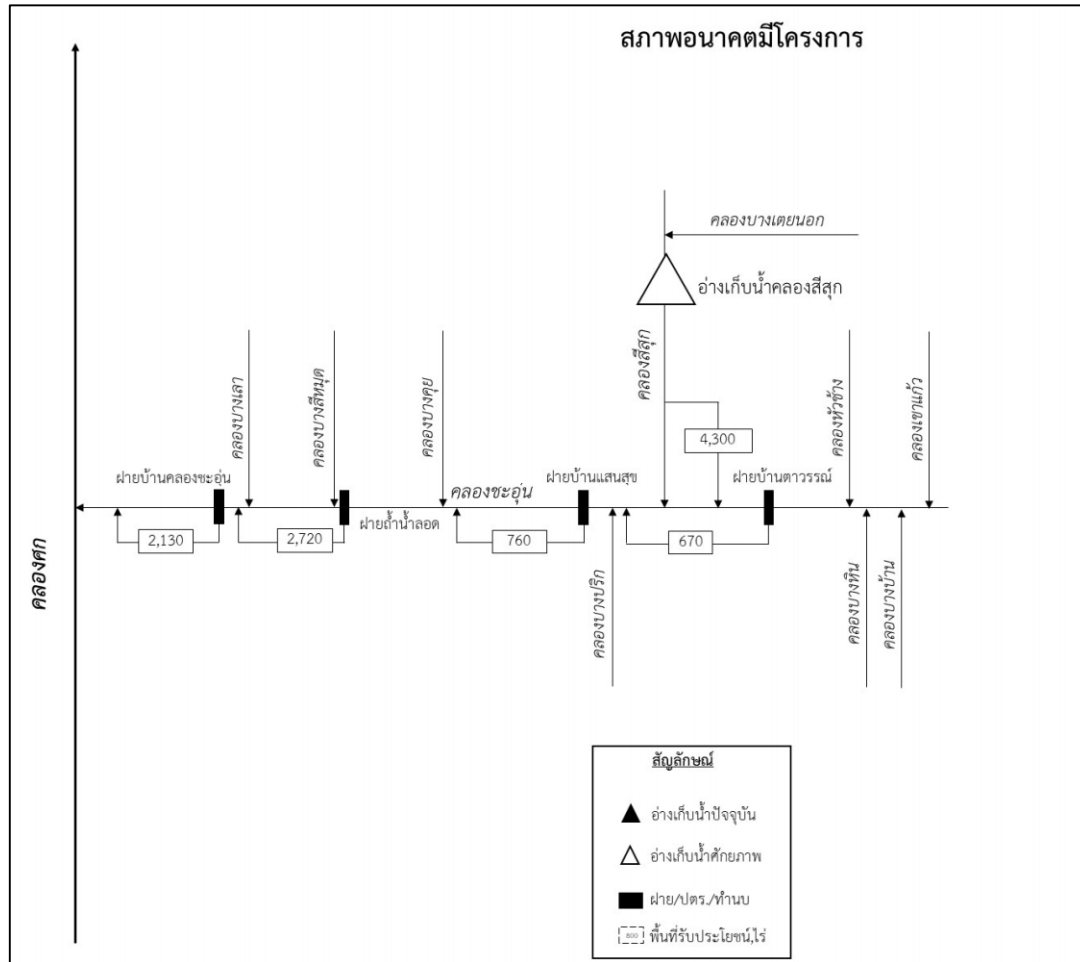 สภาพอนาคตมีโครงการ
คลองบางเตยนอก
อ่างเก็บน้ำคลองสีสุก
คลองสีสุก
คลองบางเลา
คลองบางสีหมุด
คลองบางคุย
คลองหัวช้าง
คลองเขาแก้ว
4,300
ฝายบ้านคลองชะอุ่น
ฝายบ้านแสนสุข
ฝายบ้านตาวรรณ์
คลองชะอุ่น
ฝายถ้ำน้ำลอด
2,130
2,720
760
670
คลองศก
คลองบางปริก
คลองบางหิน
คลองบางบ้าน
สัญลักษณ์
อ่างเก็บน้ำปัจจุบัน
อ่างเก็บน้ำศักยภาพ
ฝาย/ปตร./ทำนบ
800 พื้นที่รับประโยชน์,ไร่